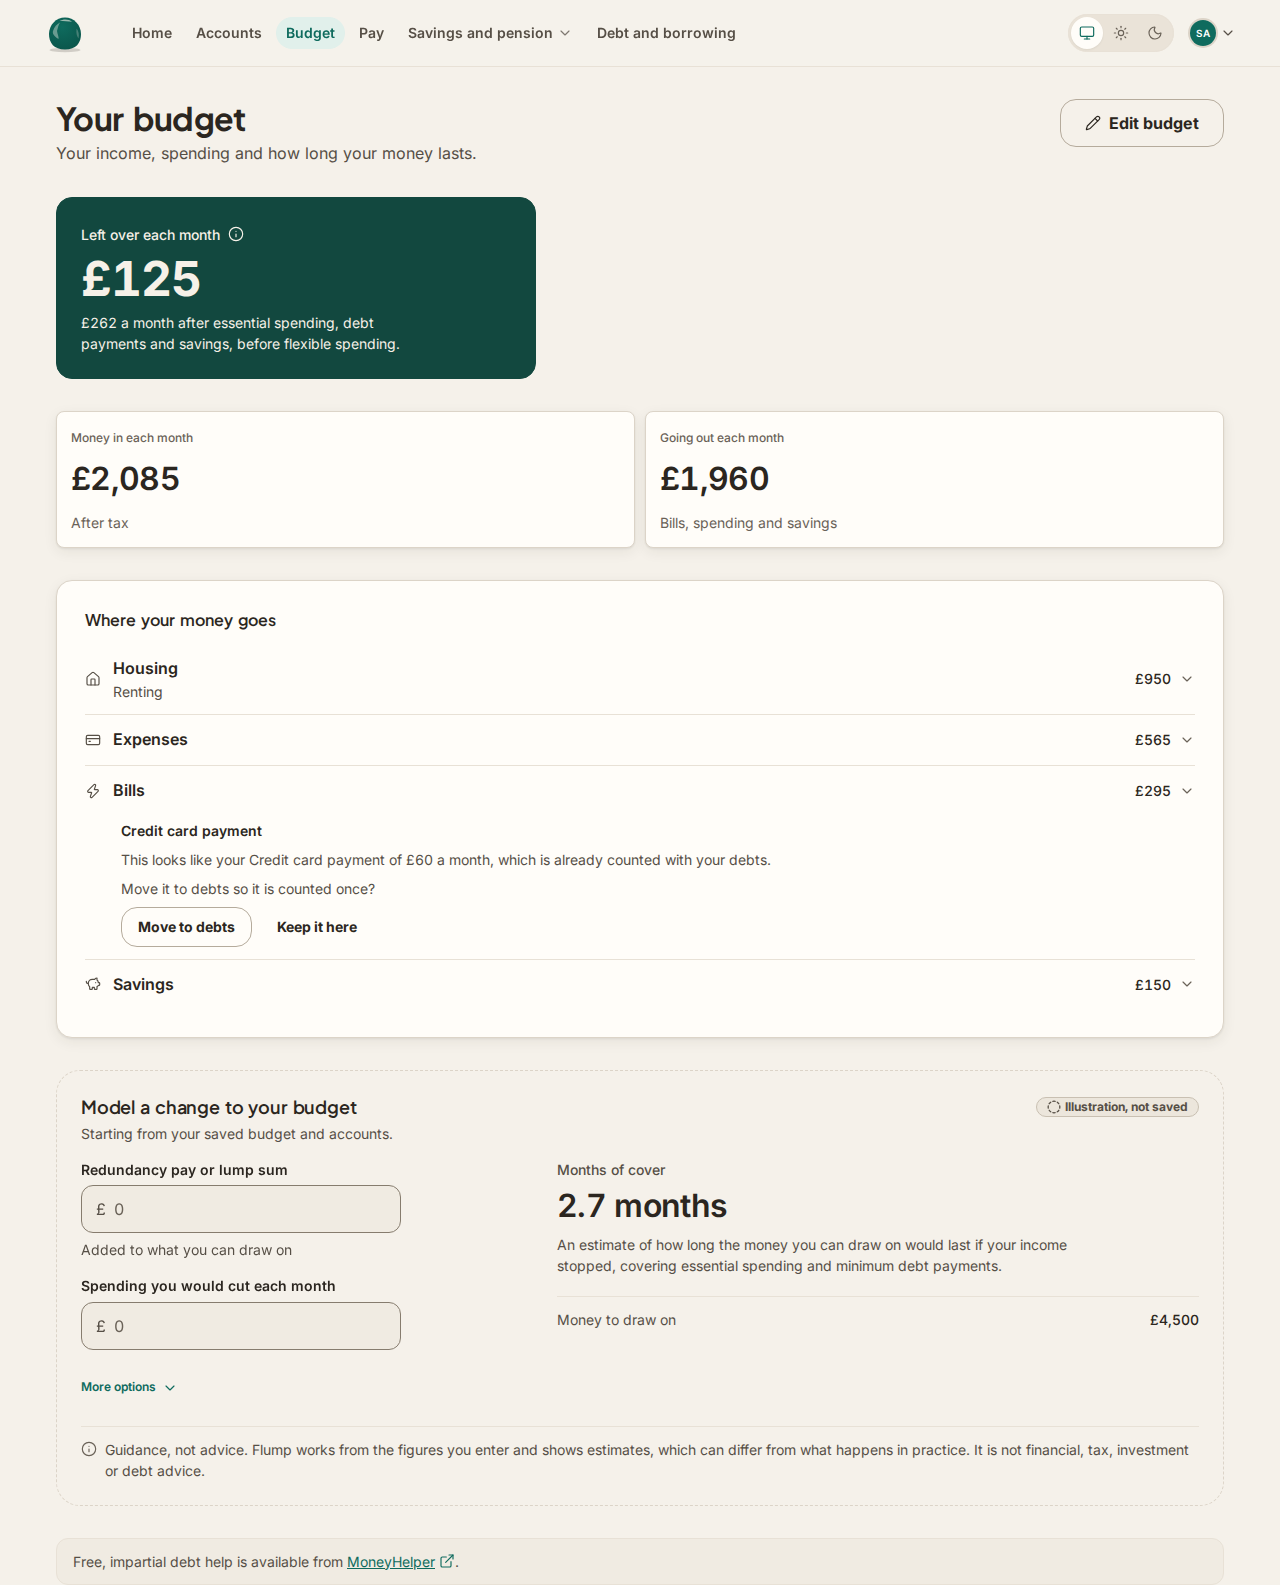 Home
Accounts
Budget
Pay
Savings and pension
Debt and borrowing
SA
Your budget
Edit budget
Your income, spending and how long your money lasts.
Left over each month
£125
£262 a month after essential spending, debt
payments and savings, before flexible spending.
Money in each month
£2,085
After tax
Going out each month
£1,960
Bills, spending and savings
Where your money goes
Housing
Renting
£950
Expenses
£565
Bills
£295
Credit card payment
This looks like your Credit card payment of £60 a month, which is already counted with your debts.
Move it to debts so it is counted once?
Move to debts
Keep it here
Savings
£150
Model a change to your budget
Illustration, not saved
Starting from your saved budget and accounts.
Redundancy pay or lump sum
£ 0
Added to what you can draw on
Spending you would cut each month
£ 0
More options
Months of cover
2.7 months
An estimate of how long the money you can draw on would last if your income
stopped, covering essential spending and minimum debt payments.
Money to draw on
£4,500
Guidance, not advice. Flump works from the figures you enter and shows estimates, which can differ from what happens in practice. It is not financial, tax, investment
or debt advice.
Free, impartial debt help is available from MoneyHelper.